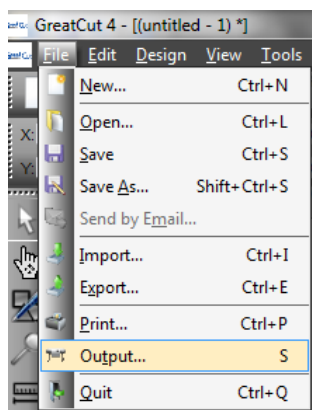 GreatCut 4 - [(untitled - 1) *]
File Edit Design View Tools
New... Ctrl+N
Open... Ctrl+L
X:
Save Ctrl+S
Y:
Save As... Shift+Ctrl+S
Send by Email...
Import... Ctrl+I
Export... Ctrl+E
Print... Ctrl+P
Output... S
Quit Ctrl+Q